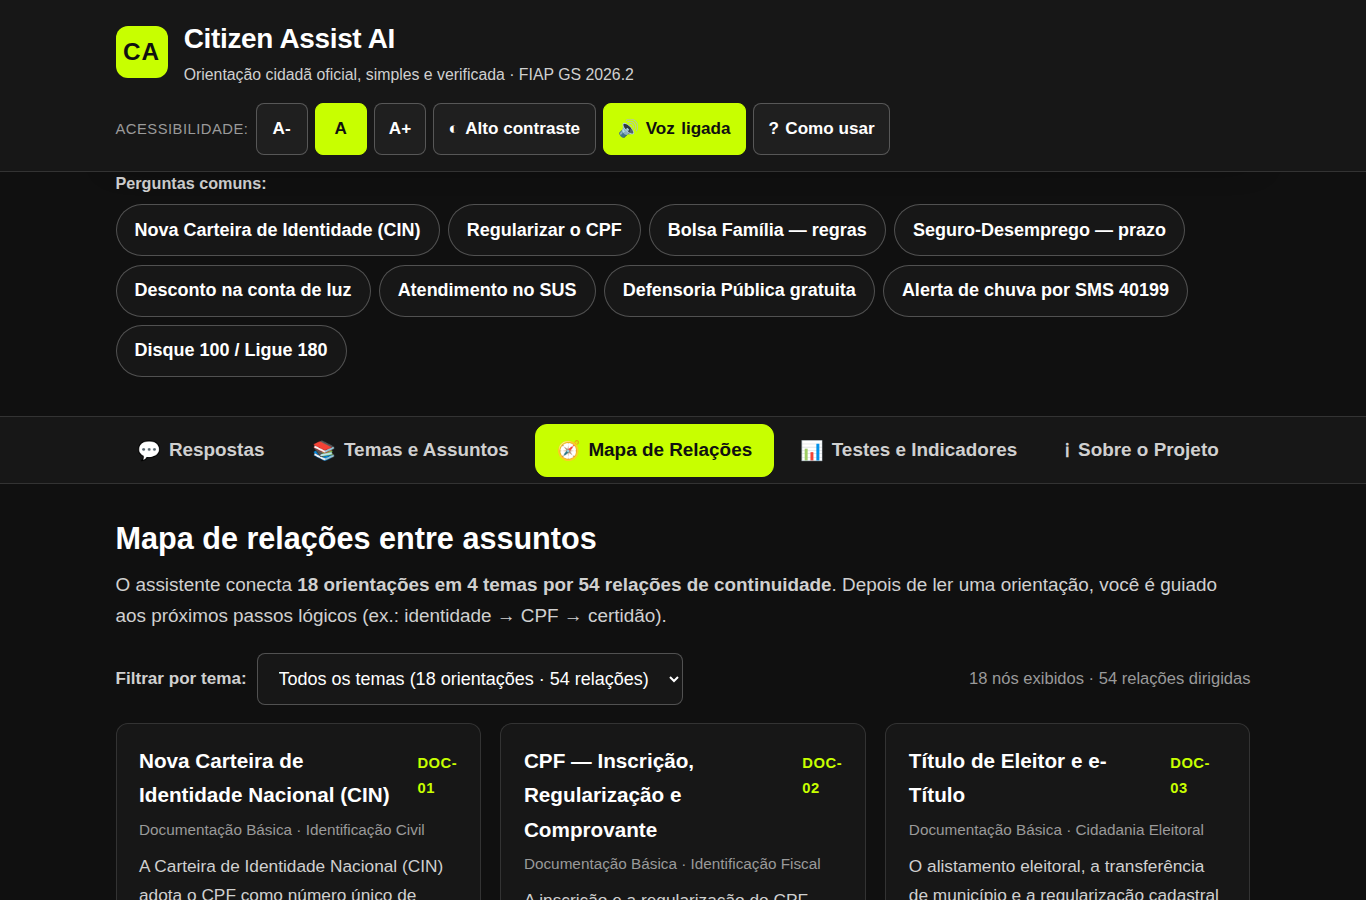 CA
Citizen Assist AI
Orientação cidadã oficial, simples e verificada · FIAP GS 2026.2
ACESSIBILIDADE:
A-
A
A+
Alto contraste
Voz ligada
? Como usar
Perguntas comuns:
Nova Carteira de Identidade (CIN)
Regularizar o CPF
Bolsa Família — regras
Seguro-Desemprego — prazo
Desconto na conta de luz
Atendimento no SUS
Defensoria Pública gratuita
Alerta de chuva por SMS 40199
Disque 100 / Ligue 180
Respostas
Temas e Assuntos
Mapa de Relações
Testes e Indicadores
i Sobre o Projeto
Mapa de relações entre assuntos
O assistente conecta 18 orientações em 4 temas por 54 relações de continuidade. Depois de ler uma orientação, você é guiado
aos próximos passos lógicos (ex.: identidade → CPF → certidão).
Filtrar por tema:
Todos os temas (18 orientações · 54 relações)
18 nós exibidos · 54 relações dirigidas
Nova Carteira de
Identidade Nacional (CIN)
DOC-
01
Documentação Básica · Identificação Civil
A Carteira de Identidade Nacional (CIN)
adota o CPF como número único de
CPF — Inscrição,
Regularização e
Comprovante
DOC-
02
Documentação Básica · Identificação Fiscal
A inscrição e a regularização do CPF
Título de Eleitor e e-
Título
DOC-
03
Documentação Básica · Cidadania Eleitoral
O alistamento eleitoral, a transferência
de município e a regularização cadastral